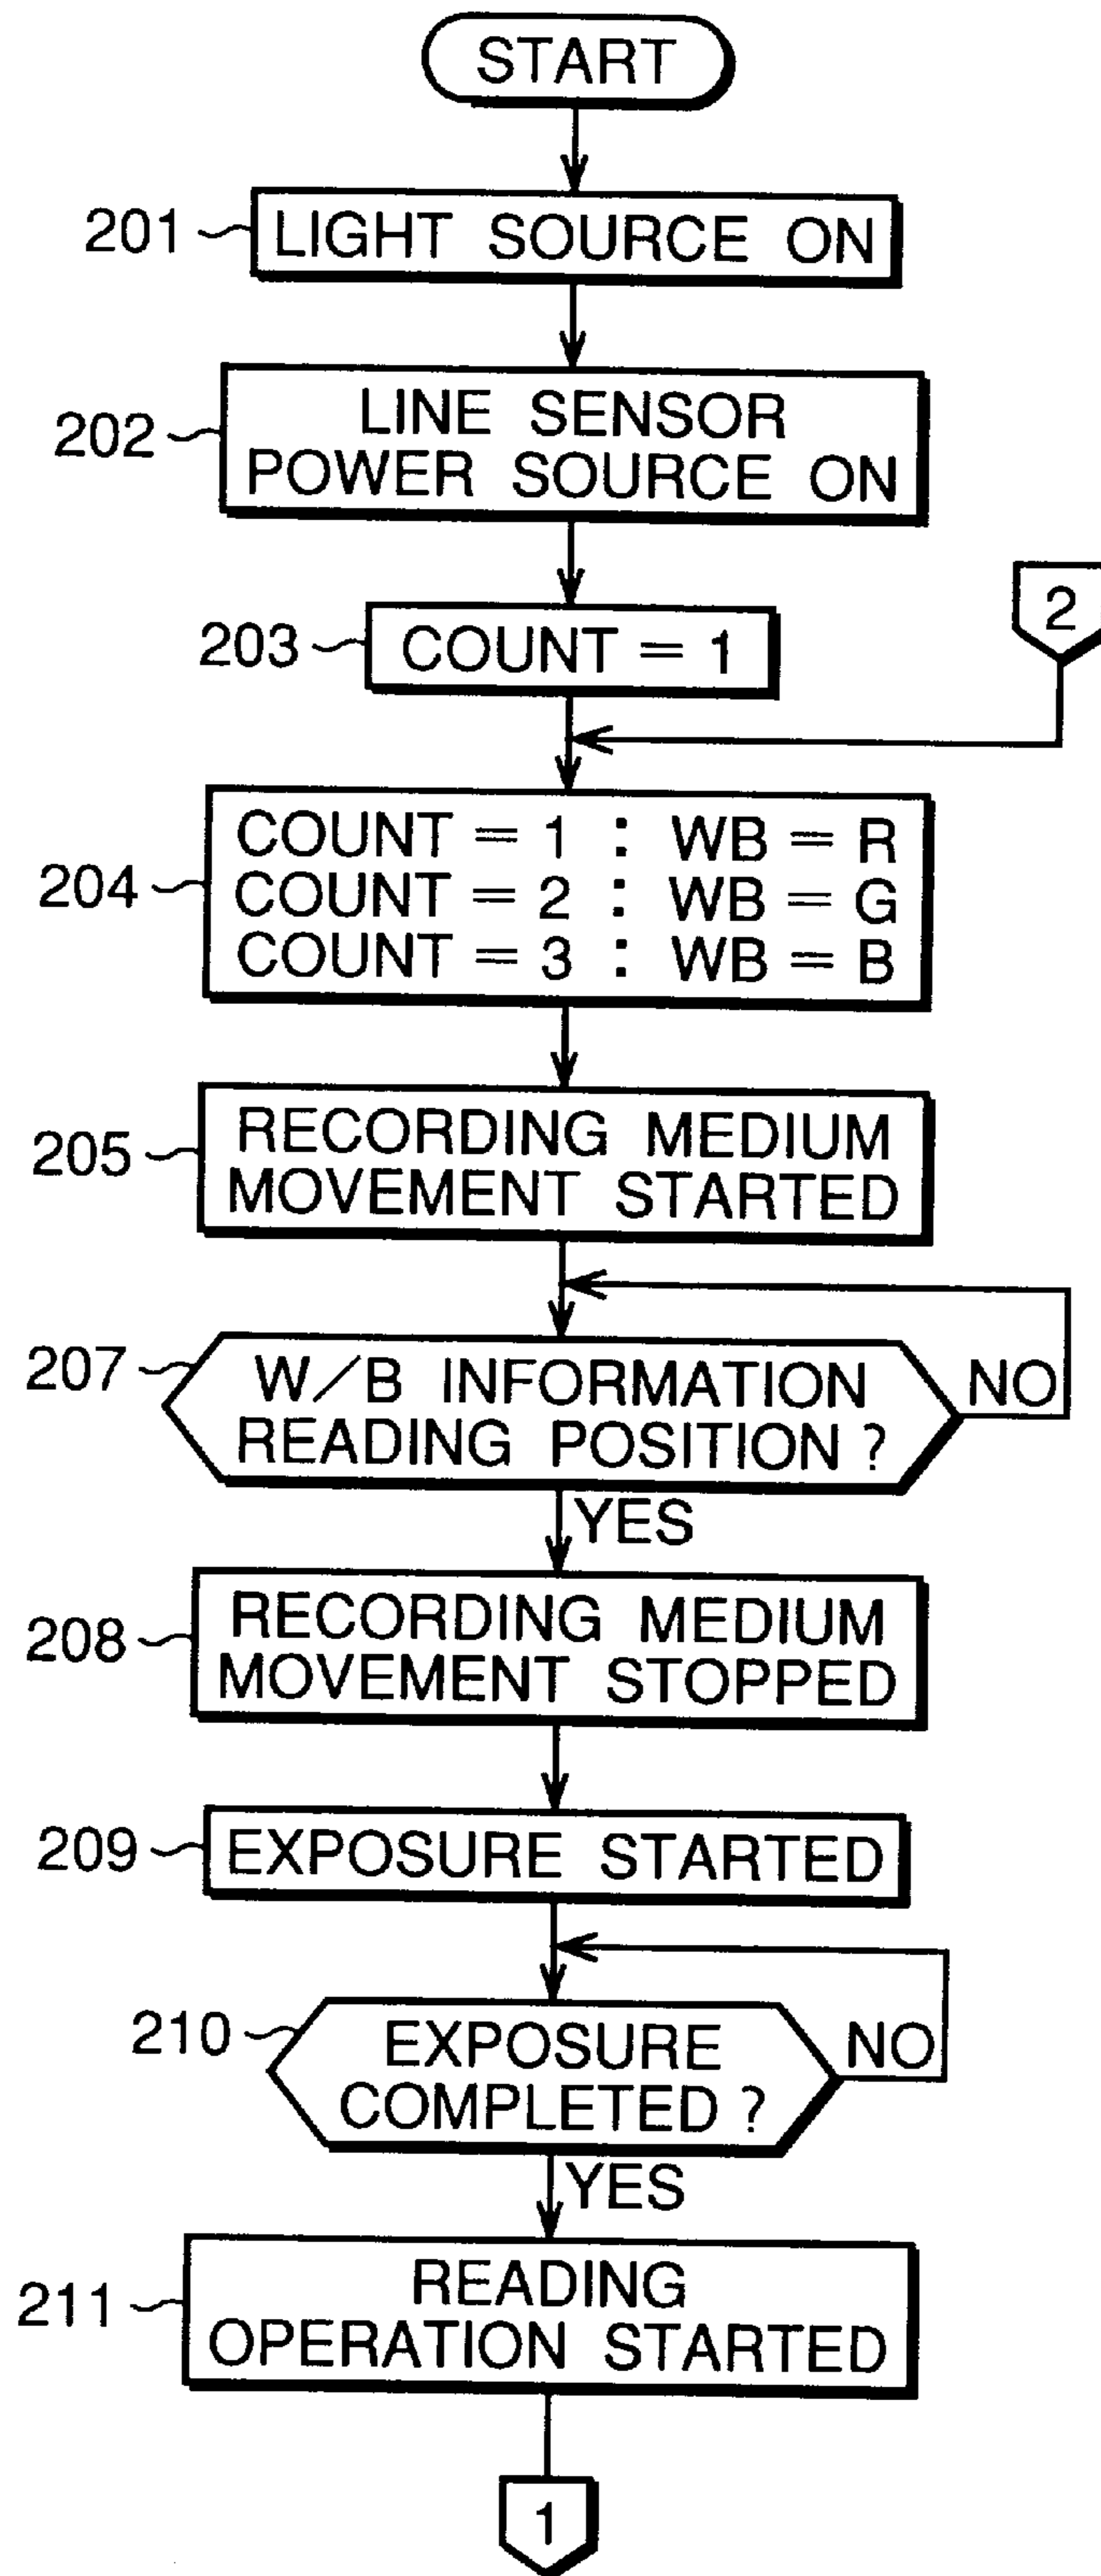 START
201
LIGHT SOURCE ON
202
LINE SENSOR
POWER SOURCE ON
2
203
COUNT = 1
204
COUNT = 1 : WB = R
COUNT = 2 : WB = G
COUNT = 3 : WB = B
205
RECORDING MEDIUM
MOVEMENT STARTED
207
W/B INFORMATION
READING POSITION ?
NO
YES
208
RECORDING MEDIUM
MOVEMENT STOPPED
209
EXPOSURE STARTED
210
EXPOSURE
COMPLETED ?
NO
YES
211
READING
OPERATION STARTED
1